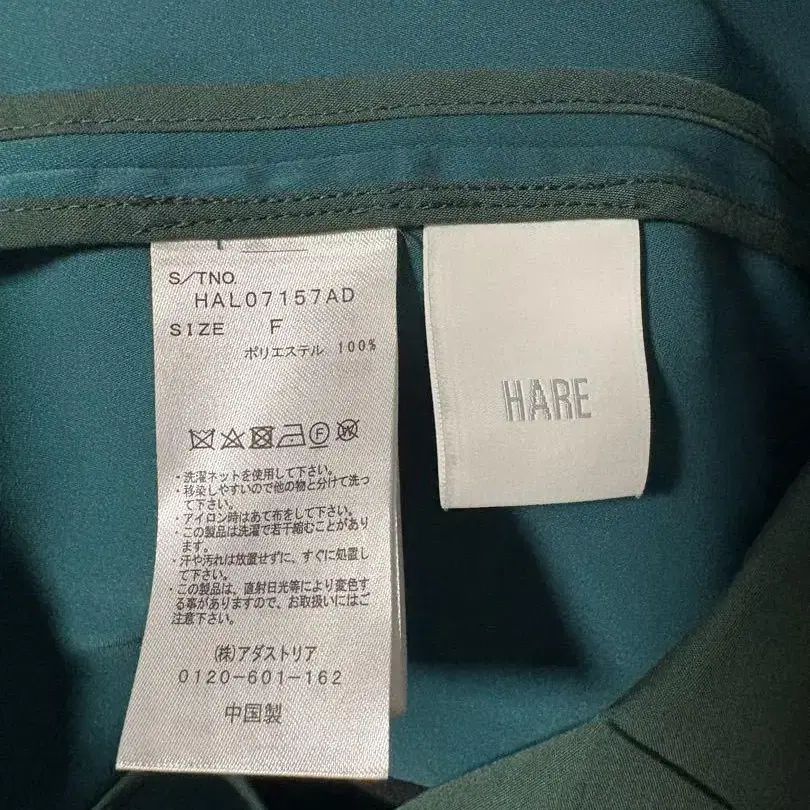 S/TNO.
HAL07157AD
SIZE F
ポリエステル 100%
F
W
・洗濯ネットを使用して下さい。
・移染しやすいので他の物と分けて洗っ
て下さい。
・アイロン時はあて布をして下さい。
・この製品は洗濯で若干縮むことがあり
ます。
・汗や汚れは放置せずに、すぐに処置し
て下さい。
・この製品は、直射日光等により変色す
る事がありますので、お取扱いにはご
注意下さい。
(株)アダストリア
0120-601-162
中国製
HARE